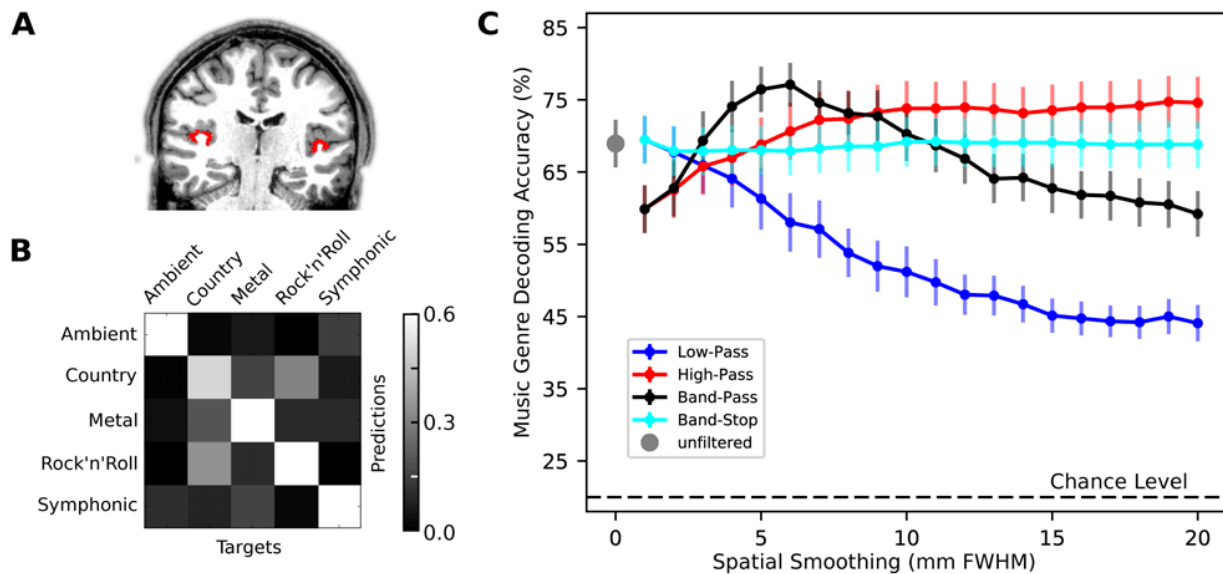 A
B
Ambient
Country
Metal
Rock'n'Roll
Symphonic
Ambient
Country
Metal
Rock'n'Roll
Symphonic
Targets
0.6
0.3
0.0
Predictions
C
Music Genre Decoding Accuracy (%)
85
75
65
55
45
35
25
Low-Pass
High-Pass
Band-Pass
Band-Stop
unfiltered
Chance Level
0
5
10
15
20
Spatial Smoothing (mm FWHM)